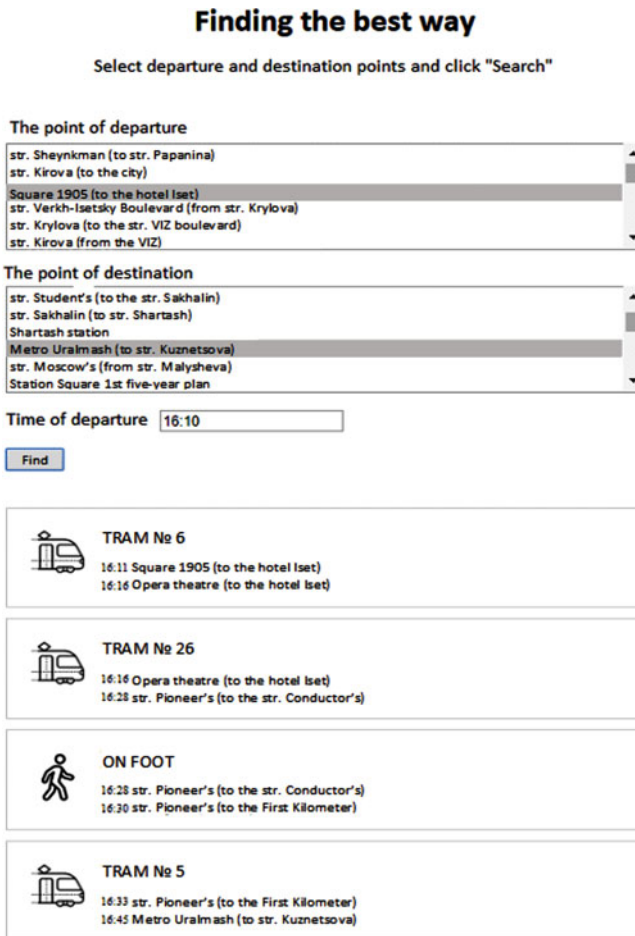 Finding the best way
Select departure and destination points and click "Search"
The point of departure
str. Sheynkman (to str. Papanina)
str. Kirova (to the city)
Square 1905 (to the hotel Iset)
str. Verkh-Isetsky Boulevard (from str. Krylova)
str. Krylova (to the str. VIZ boulevard)
str. Kirova (from the VIZ)
The point of destination
str. Student's (to the str. Sakhalin)
str. Sakhalin (to str. Shartash)
Shartash station
Metro Uralmash (to str. Kuznetsova)
str. Moscow's (from str. Malysheva)
Station Square 1st five-year plan
Time of departure 16:10
Find
TRAM № 6
16:11 Square 1905 (to the hotel Iset)
16:16 Opera theatre (to the hotel Iset)
TRAM № 26
16:16 Opera theatre (to the hotel Iset)
16:28 str. Pioneer's (to the str. Conductor's)
ON FOOT
16:28 str. Pioneer's (to the str. Conductor's)
16:30 str. Pioneer's (to the First Kilometer)
TRAM № 5
16:33 str. Pioneer's (to the First Kilometer)
16:45 Metro Uralmash (to str. Kuznetsova)